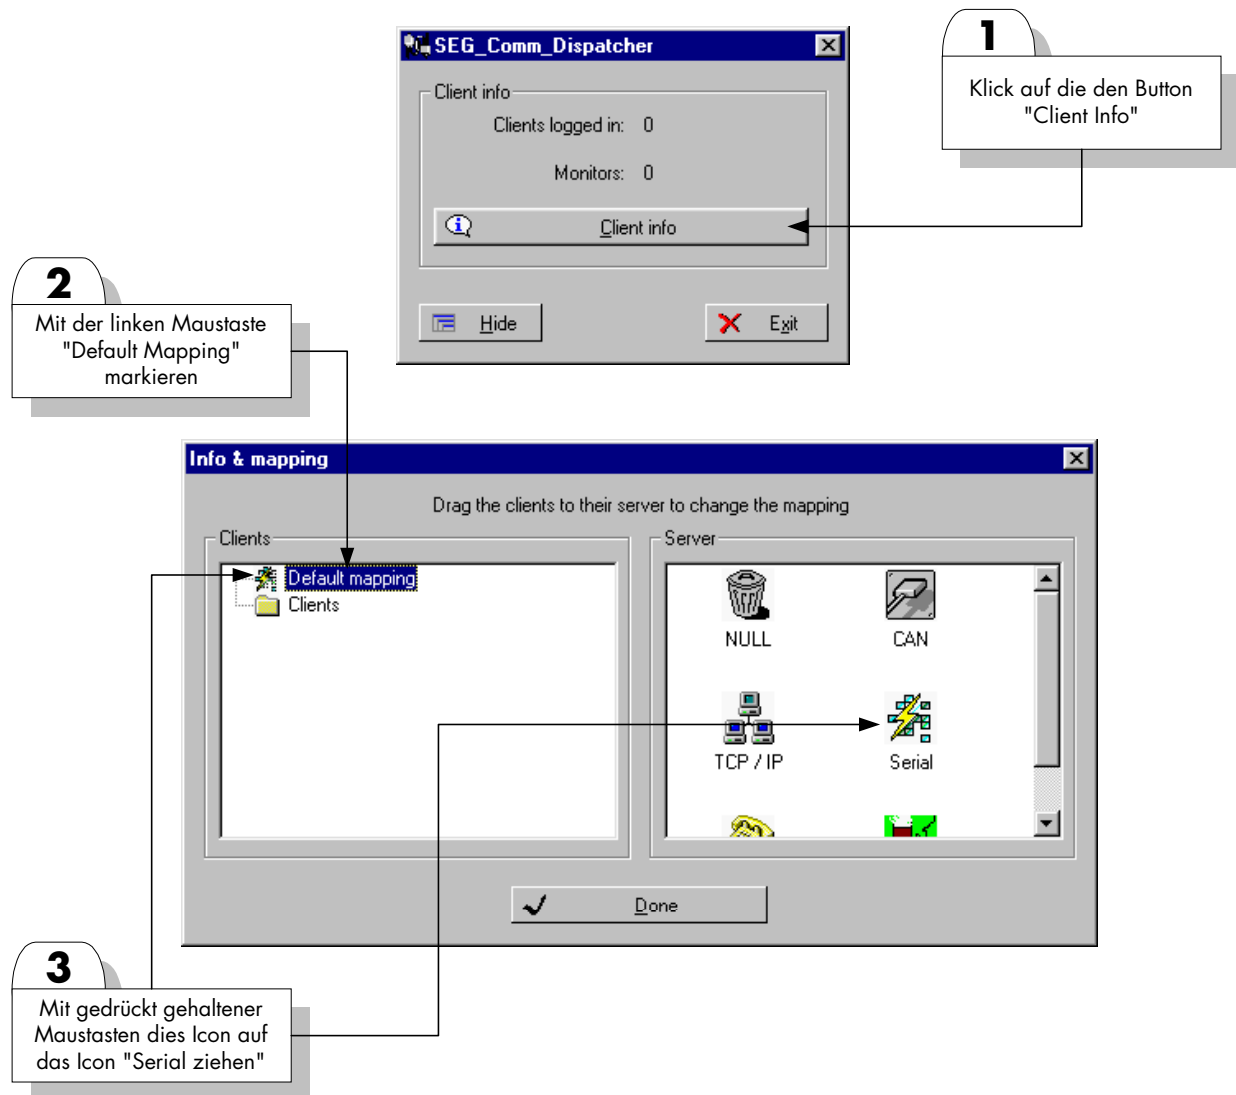 SEG_Comm_Dispatcher
Client info
Clients logged in: 0
Monitors: 0
Client info
Hide
Exit
1
Klick auf die den Button
"Client Info"
2
Mit der linken Maustaste
"Default Mapping"
markieren
Info & mapping
Drag the clients to their server to change the mapping
Clients
Default mapping
Clients
Server
NULL
CAN
TCP / IP
Serial
Done
3
Mit gedrückt gehaltener
Maustasten dies Icon auf
das Icon "Serial ziehen"